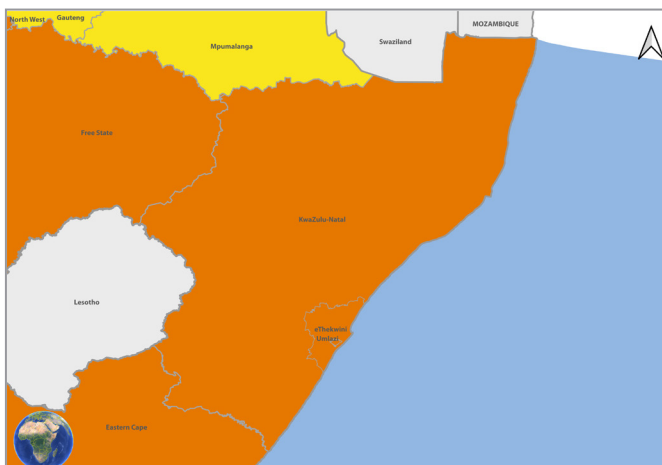 North West
Gauteng
Mpumalanga
Swaziland
MOZAMBIQUE
Free State
KwaZulu-Natal
Lesotho
eThekwini
Umlazi
Eastern Cape